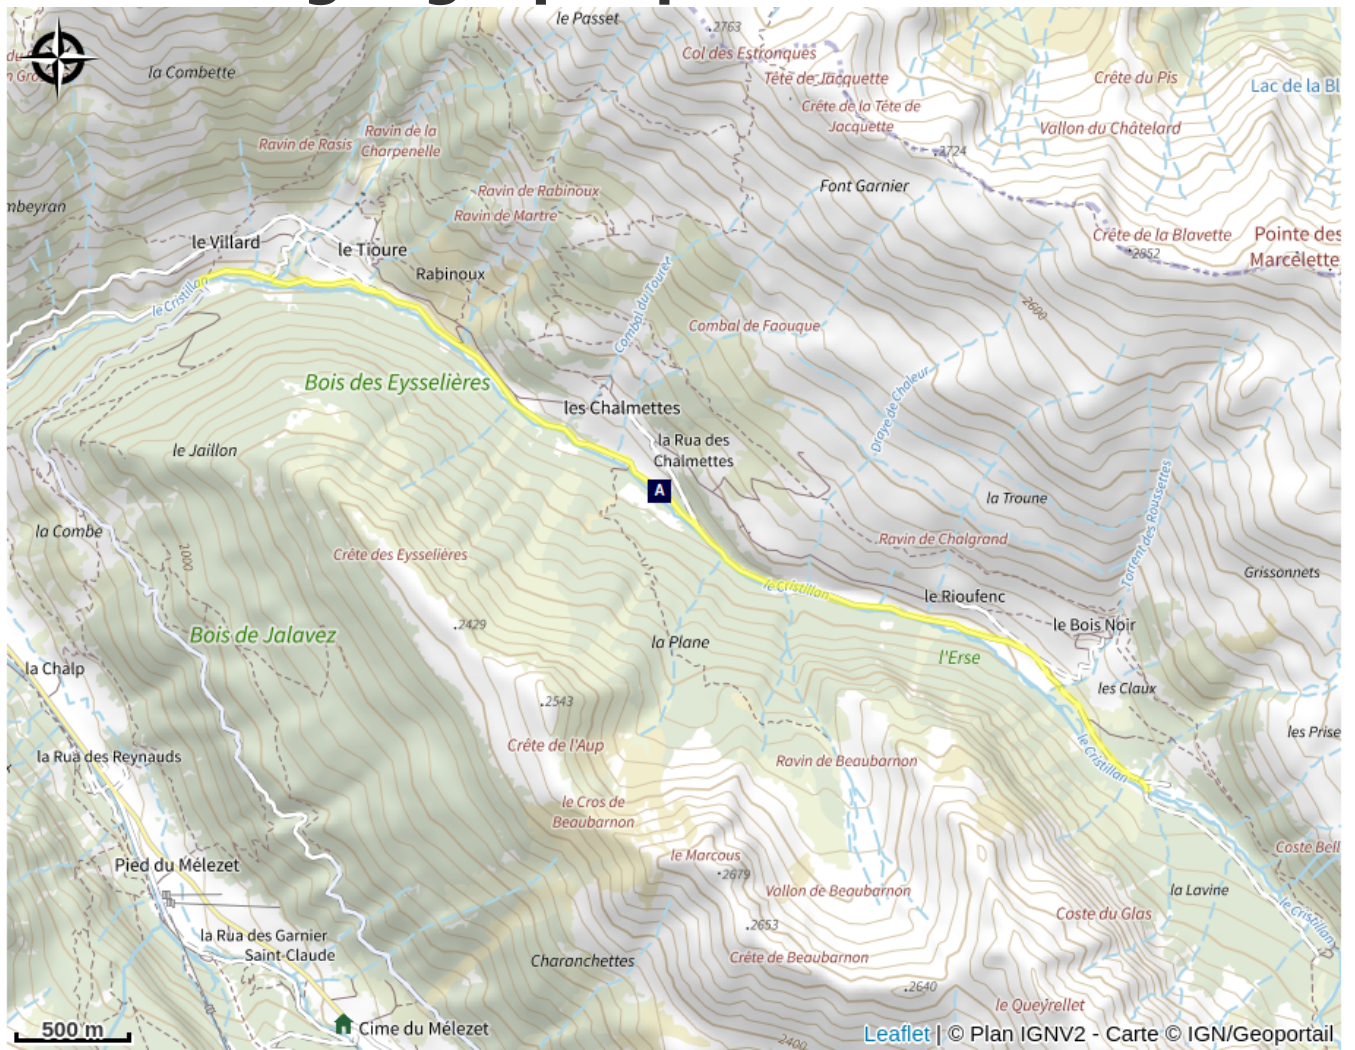 le Passet
2763
Col des Estronques
la Combette
Tête de Jacquette
Crête du Pis
Lac de la Bl
Crête de la Tête de
Jacquette
Ravin de la
Charpenelle
Ravin de Rasis
Vallon du Châtelard
2724
Font Garnier
Ravin de Rabinoux
mbeyran
Ravin de Martre
le Villard
le Tioure
Crête de la Blavette
Pointe des
Marcelette
2852
Rabinoux
le Cristillan
Combal du Touret
2600
Combal de Faouque
Bois des Eysselières
Draye de Chaleur
les Chalmettes
la Rua des
Chalmettes
le Jaillon
A
la Troune
Torrent des Roussettes
la Combe
Ravin de Chalgrand
2000
Crête des Eysselières
Grissonnets
le Cristillan
le Rioufenc
le Bois Noir
2429
Bois de Jalavez
la Plane
l'Erse
la Chalp
les Claux
2543
les Prise
Crête de l'Aup
la Rua des Reynauds
le Cristillan
Ravin de Beaubarnon
le Cros de
Beaubarnon
Coste Bell
le Marcous
Pied du Mélezet
2679
Vallon de Beaubarnon
la Lavine
le Cristillan
Coste du Glas
2653
la Rua des Garnier
Saint-Claude
Charanchettes
Crête de Beaubarnon
2640
le Queyrellet
Cime du Mélezet
500 m
2400
Leaflet | © Plan IGNV2 - Carte © IGN/Geoportail